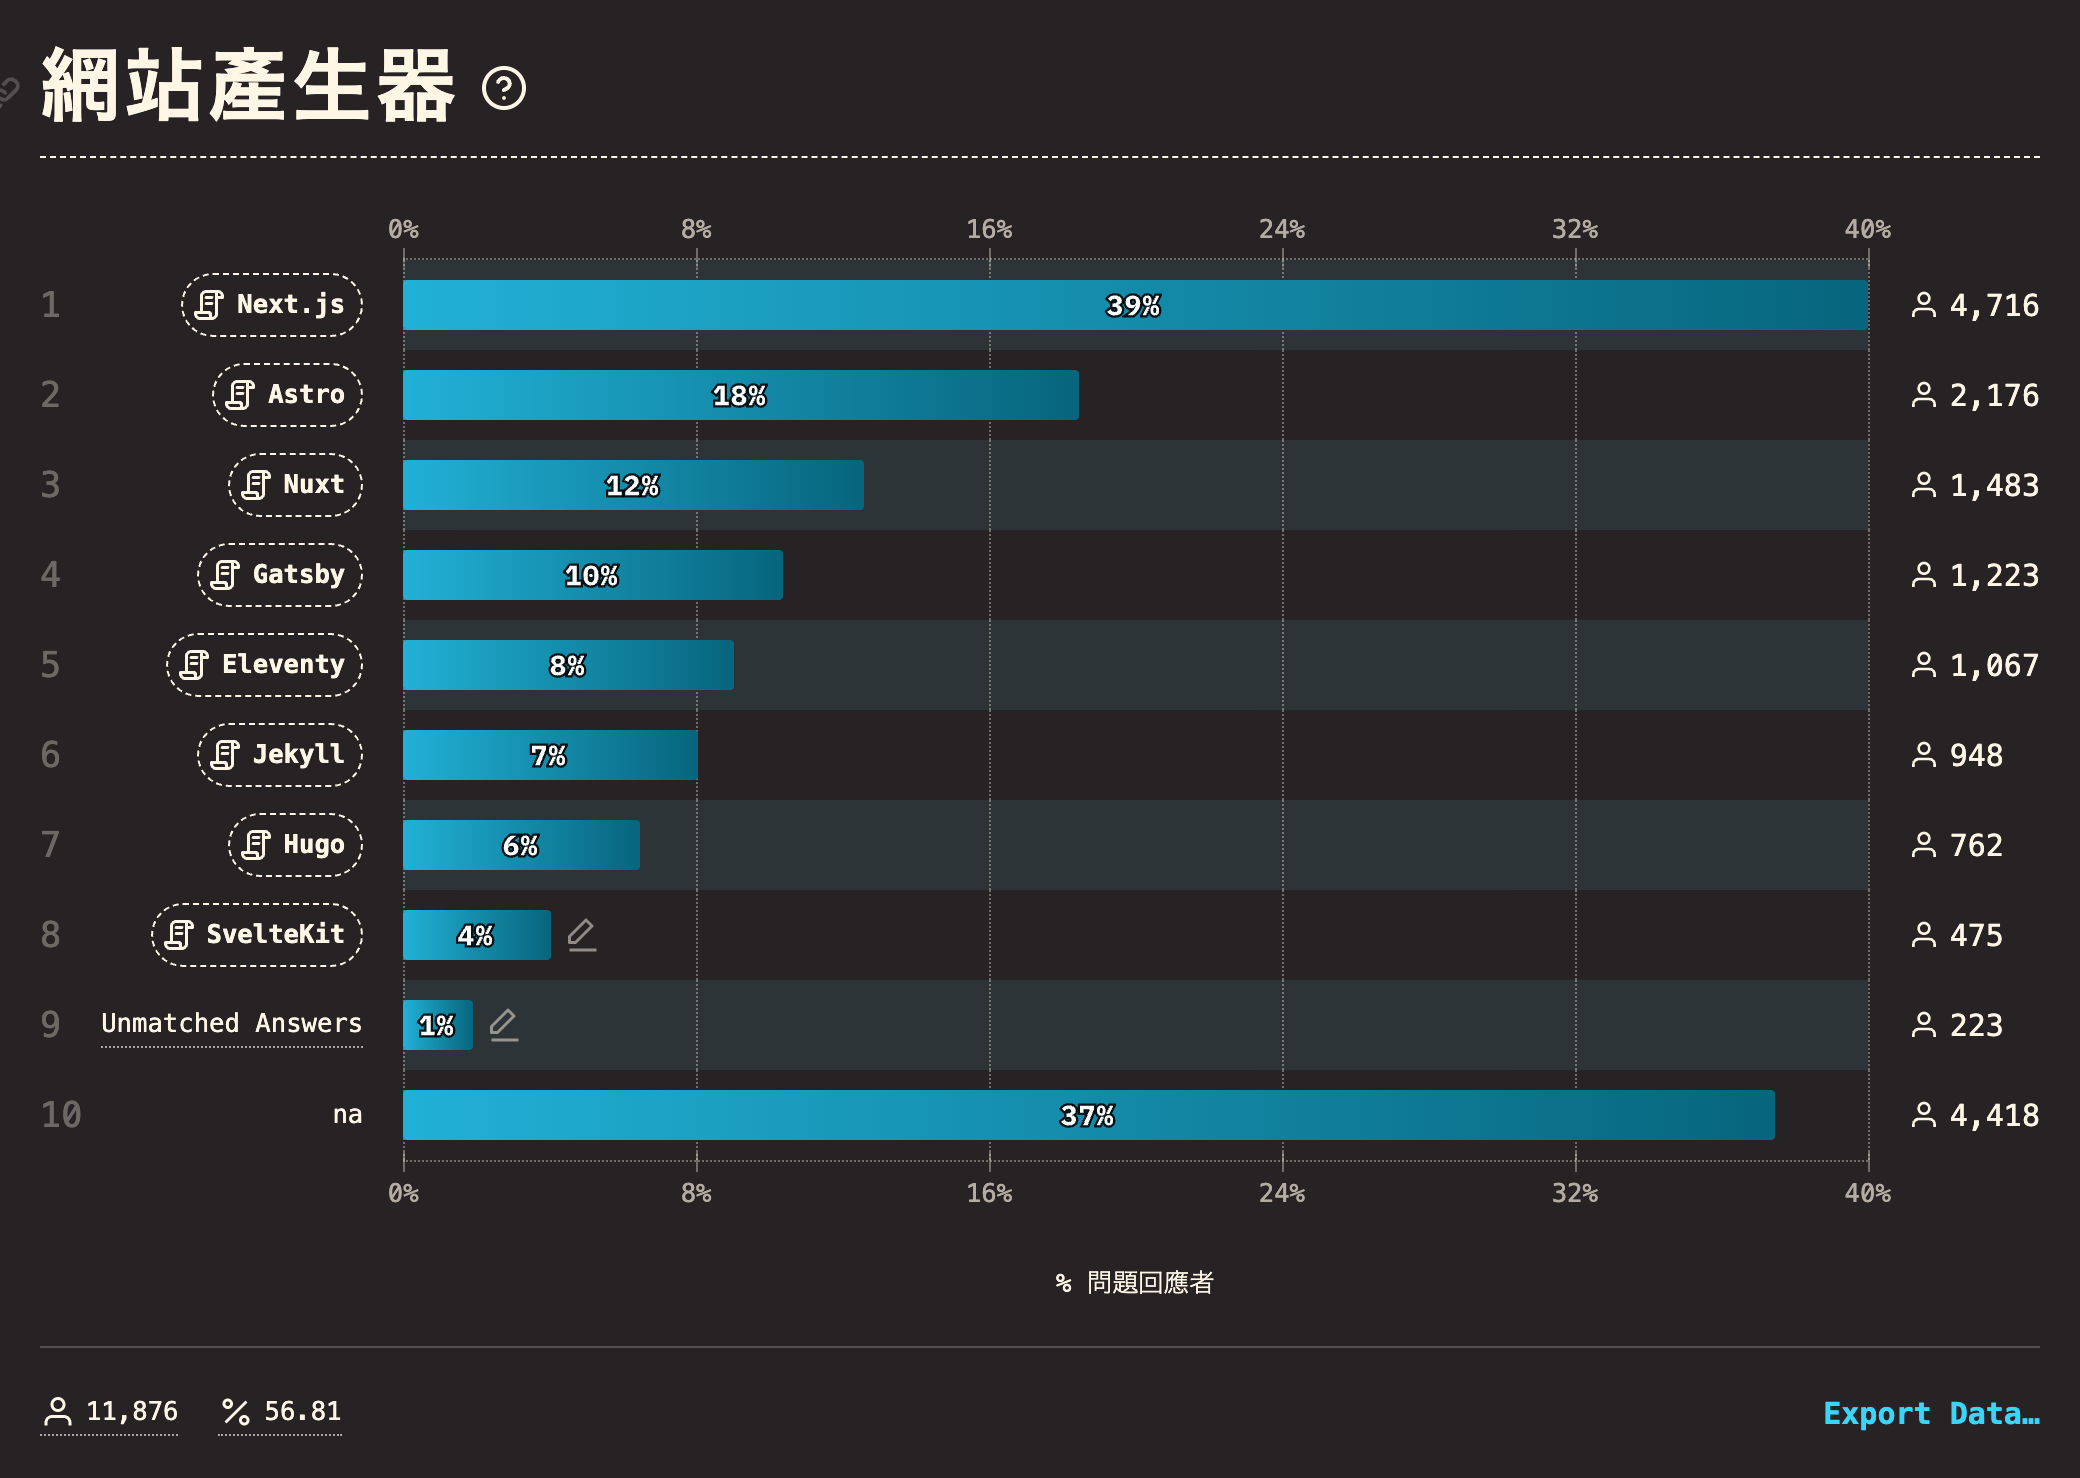 網站產生器
0% 8% 16% 24% 32% 40%
1 Next.js 39% 4,716
2 Astro 18% 2,176
3 Nuxt 12% 1,483
4 Gatsby 10% 1,223
5 Eleventy 8% 1,067
6 Jekyll 7% 948
7 Hugo 6% 762
8 SvelteKit 4% 475
9 Unmatched Answers 1% 223
10 na 37% 4,418
0% 8% 16% 24% 32% 40%
% 問題回應者
11,876 % 56.81 Export Data…